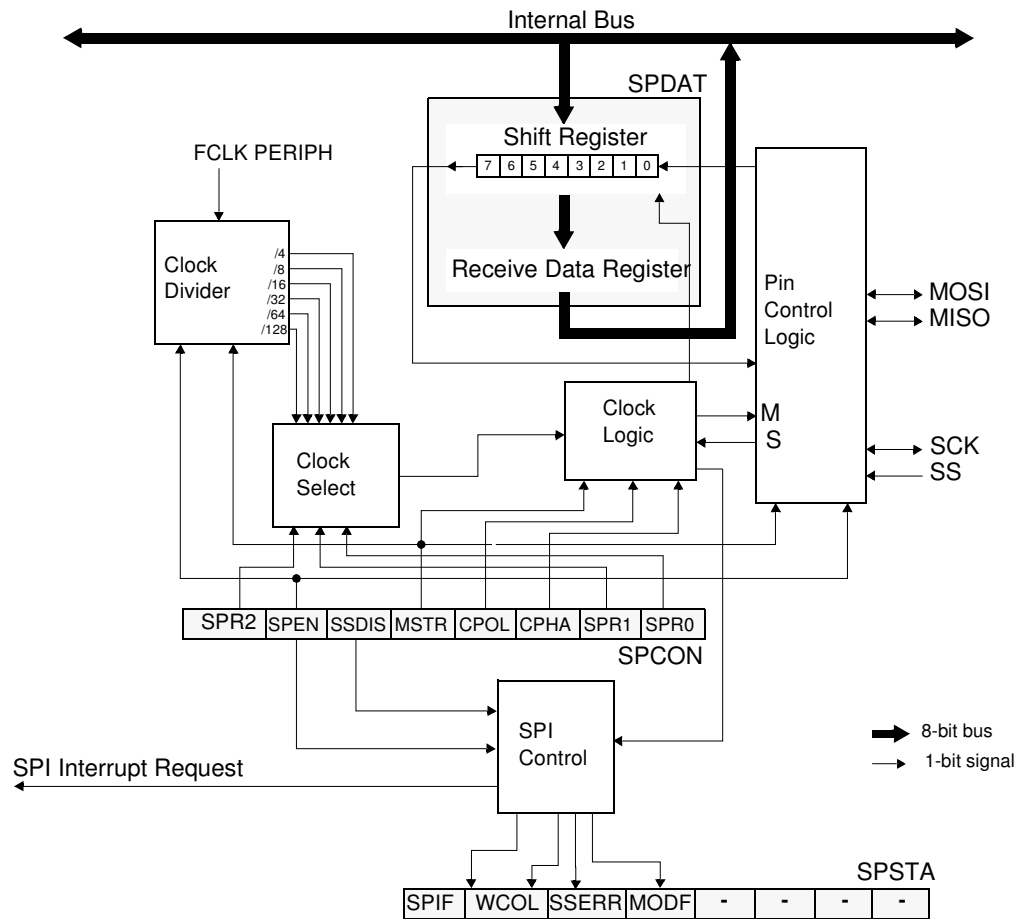 Internal Bus
SPDAT
Shift Register
FCLK PERIPH
7 6 5 4 3 2 1 0
/4
/8
/16
/32
/64
/128
Clock
Divider
Receive Data Register
Pin
Control
Logic
MOSI
MISO
Clock
Logic
M
S
SCK
SS
Clock
Select
SPR2 SPEN SSDIS MSTR CPOL CPHA SPR1 SPR0
SPCON
SPI
Control
8-bit bus
1-bit signal
SPI Interrupt Request
SPSTA
SPIF WCOL SSERR MODF - - - -